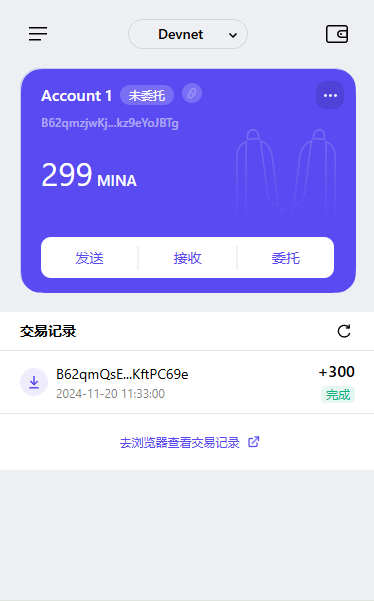 Devnet
Account 1 未委托
B62qmzjwKj...kz9eYoJBTg
299 MINA
发送 接收 委托
交易记录
B62qmQsE...KftPC69e +300
2024-11-20 11:33:00 完成
去浏览器查看交易记录